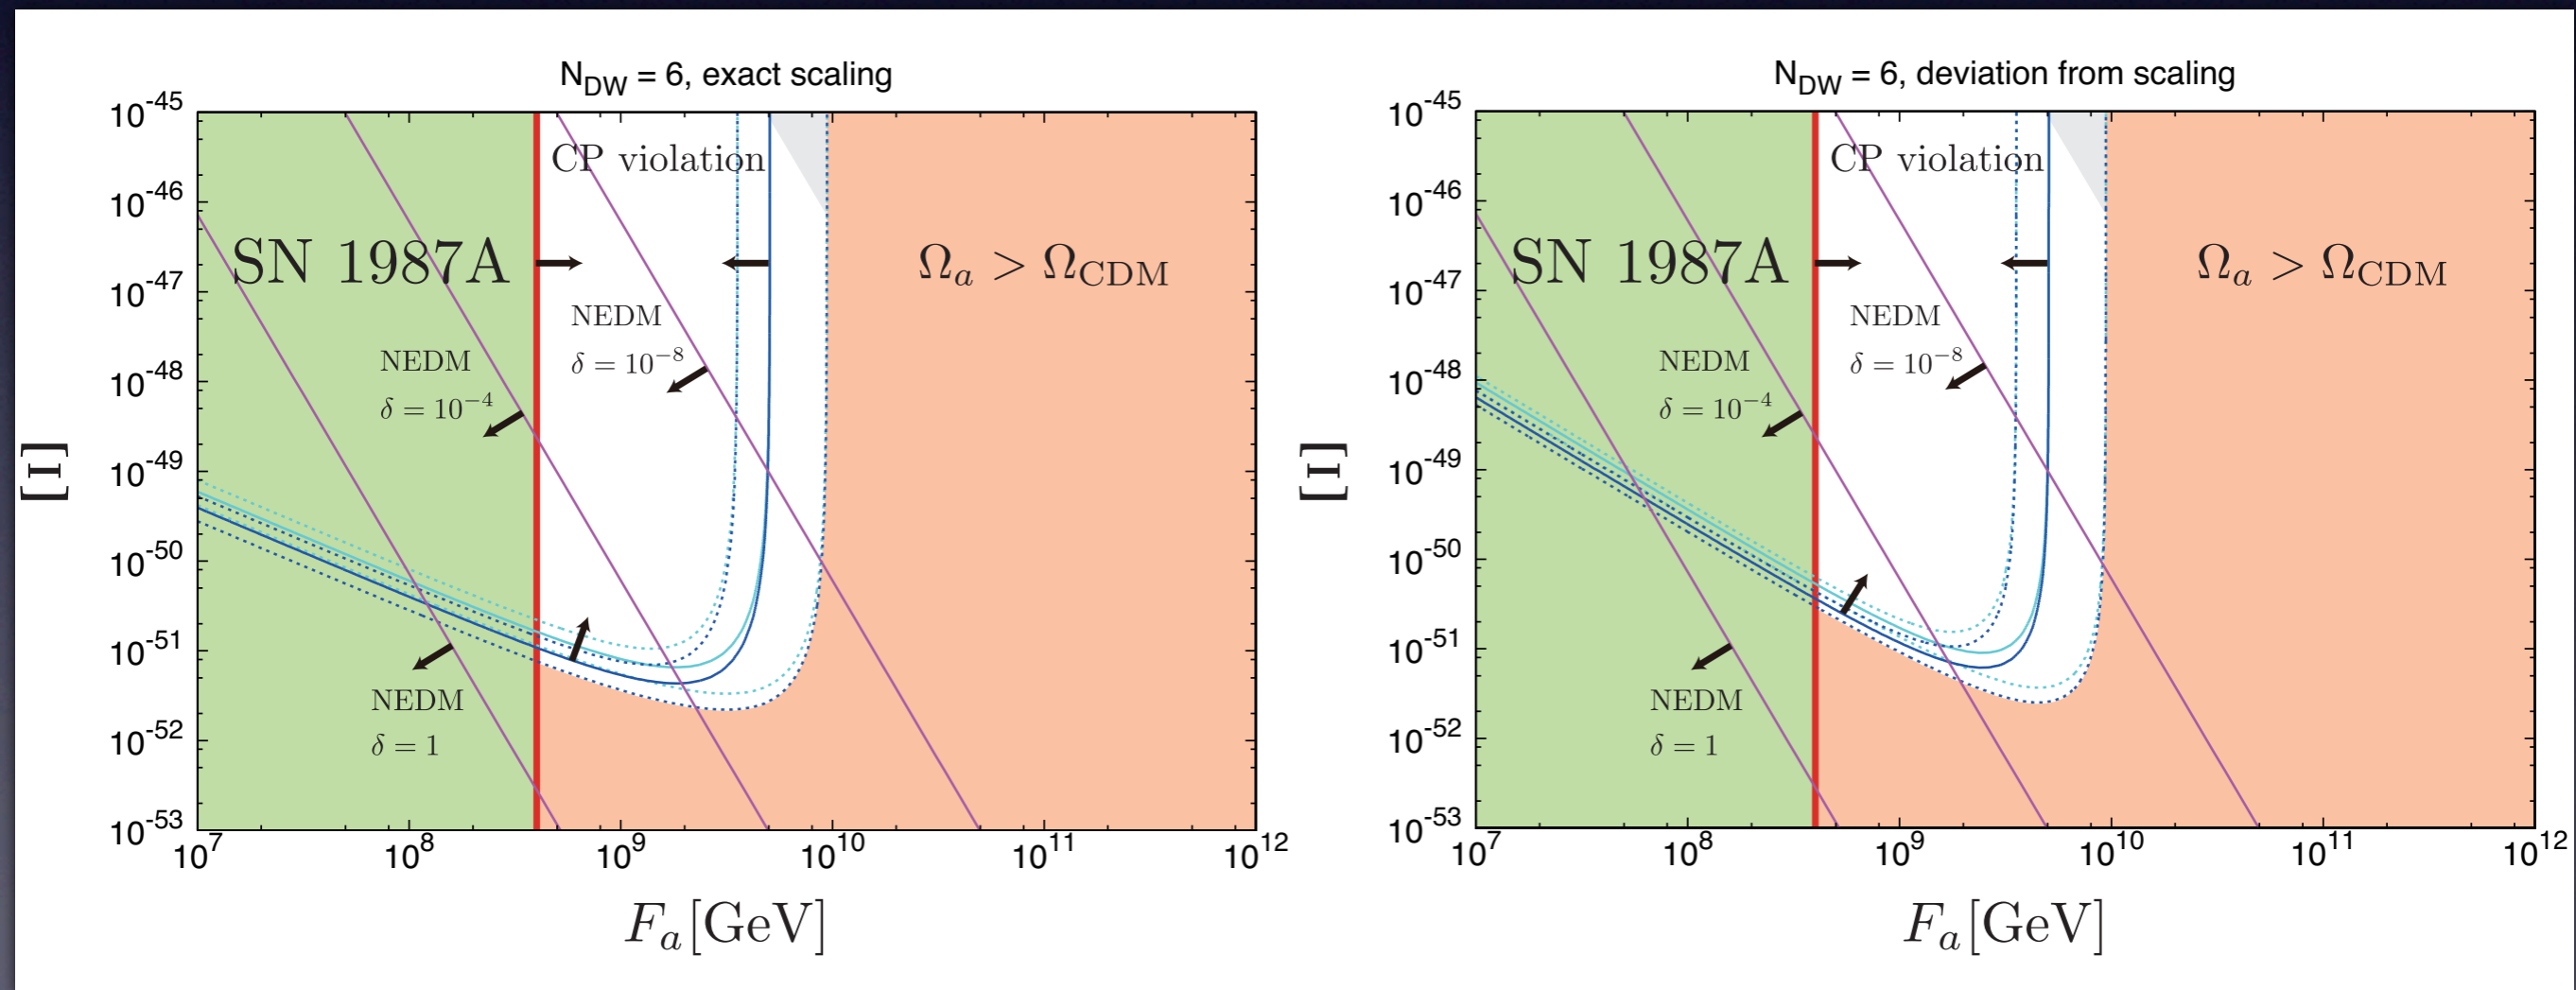 N_DW = 6, exact scaling
10^-45
10^-46
10^-47
10^-48
10^-49
10^-50
10^-51
10^-52
10^-53
Ξ
CP violation
SN 1987A
Ω_a > Ω_CDM
NEDM
δ = 10^−8
NEDM
δ = 10^−4
NEDM
δ = 1
10^7 10^8 10^9 10^10 10^11 10^12
F_a[GeV]
N_DW = 6, deviation from scaling
10^-45
10^-46
10^-47
10^-48
10^-49
10^-50
10^-51
10^-52
10^-53
Ξ
CP violation
SN 1987A
Ω_a > Ω_CDM
NEDM
δ = 10^−8
NEDM
δ = 10^−4
NEDM
δ = 1
10^7 10^8 10^9 10^10 10^11 10^12
F_a[GeV]